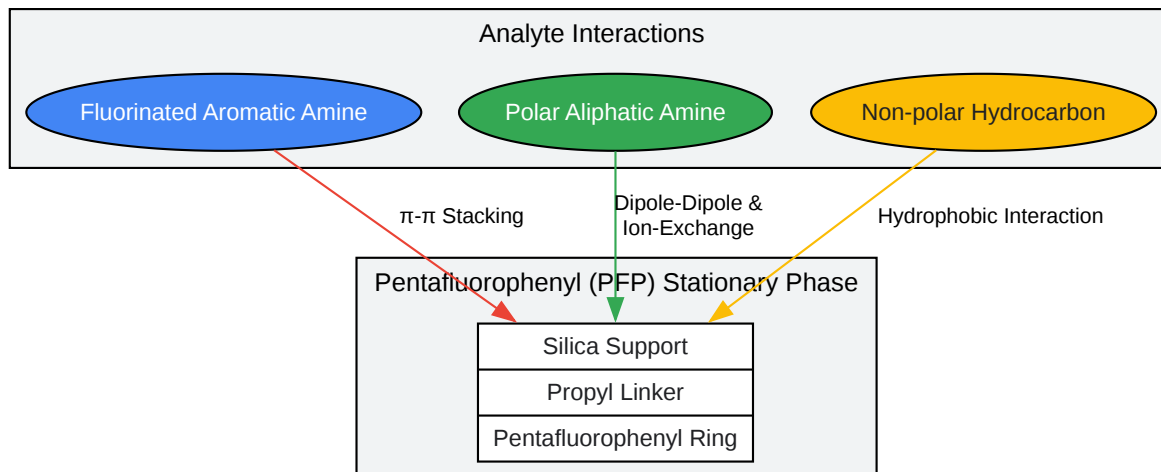 Analyte Interactions
Fluorinated Aromatic Amine
Polar Aliphatic Amine
Non-polar Hydrocarbon
π-π Stacking
Dipole-Dipole &
Ion-Exchange
Hydrophobic Interaction
Pentafluorophenyl (PFP) Stationary Phase
Silica Support
Propyl Linker
Pentafluorophenyl Ring